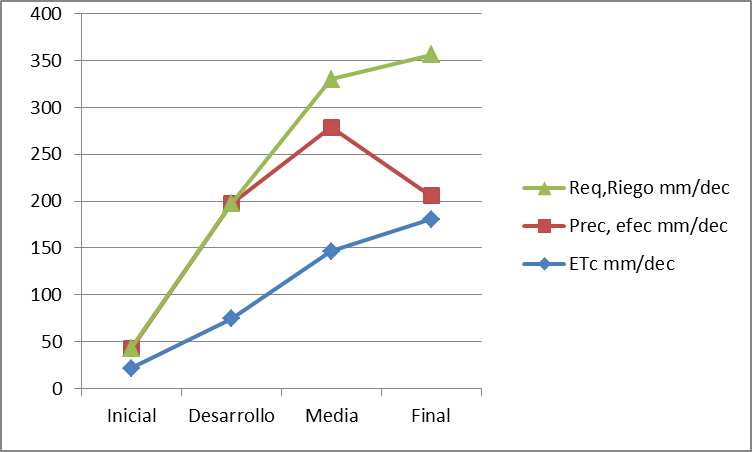 400
350
300
250
200
150
100
50
0
Inicial Desarrollo Media Final
Req,Riego mm/dec
Prec, efec mm/dec
ETc mm/dec